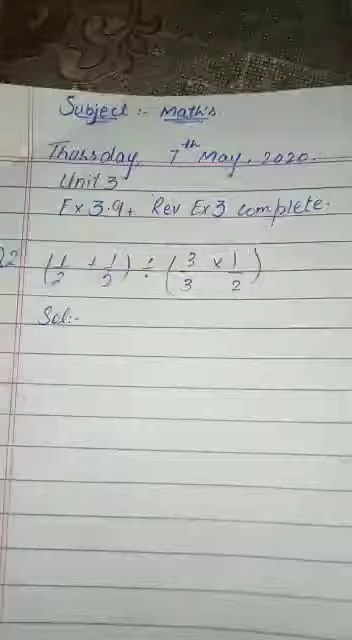 Subject :- Math's
Thursday, 7th May, 2020.
Unit 3
Ex 3.9+ Rev Ex 3 complete.
Q2 (1/2 + 1/5) ÷ (3/3 × 1/2)
Sol:-